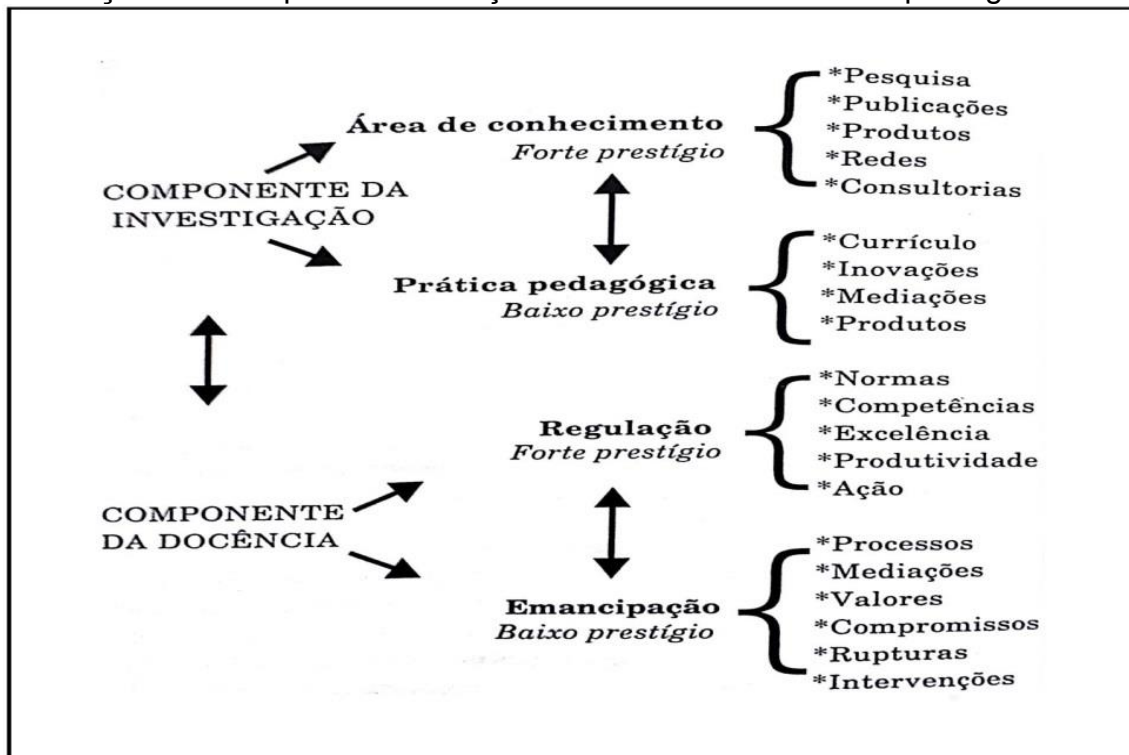 Área de conhecimento
Forte prestígio
*Pesquisa
*Publicações
*Produtos
*Redes
*Consultorias
COMPONENTE DA
INVESTIGAÇÃO
Prática pedagógica
Baixo prestígio
*Currículo
*Inovações
*Mediações
*Produtos
Regulação
Forte prestígio
*Normas
*Competências
*Excelência
*Produtividade
*Ação
COMPONENTE
DA DOCÊNCIA
Emancipação
Baixo prestígio
*Processos
*Mediações
*Valores
*Compromissos
*Rupturas
*Intervenções